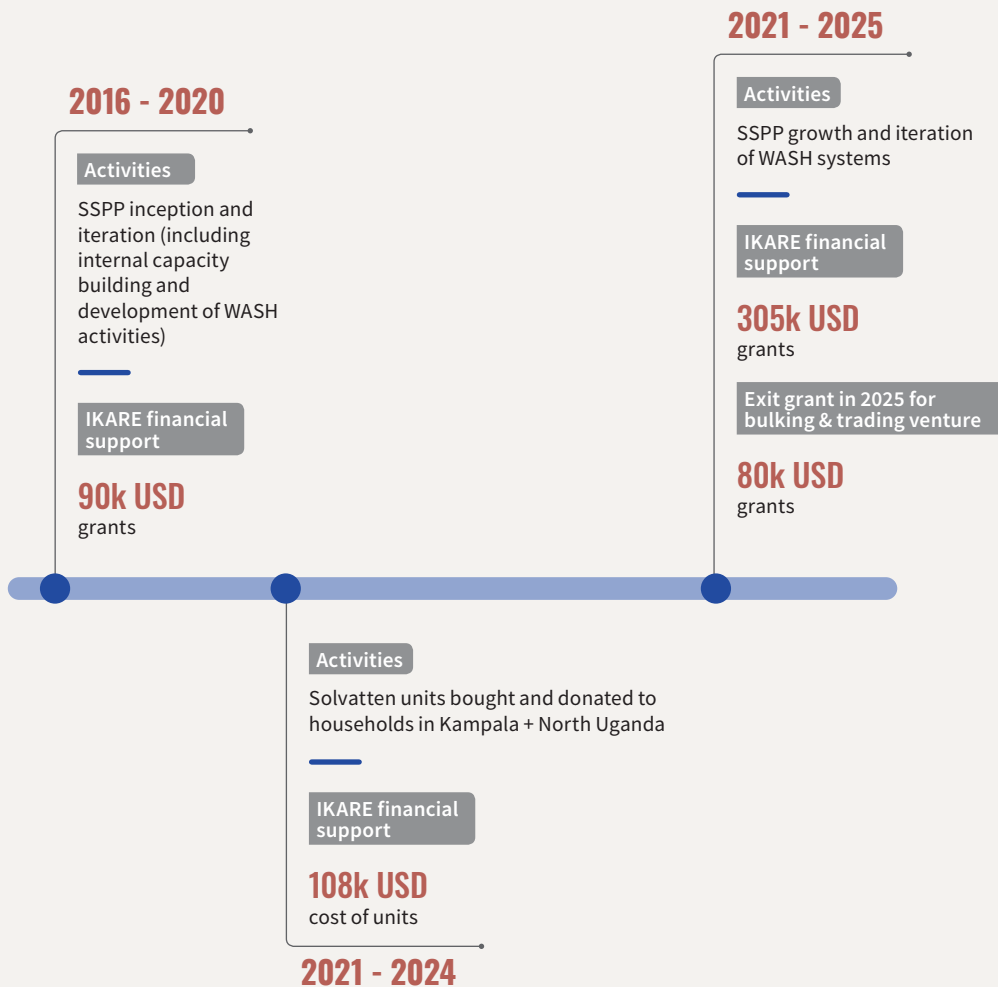 2016 - 2020
Activities
SSPP inception and
iteration (including
internal capacity
building and
development of WASH
activities)
IKARE financial
support
90k USD
grants
Activities
Solvatten units bought and donated to
households in Kampala + North Uganda
IKARE financial
support
108k USD
cost of units
2021 - 2024
2021 - 2025
Activities
SSPP growth and iteration
of WASH systems
IKARE financial
support
305k USD
grants
Exit grant in 2025 for
bulking & trading venture
80k USD
grants